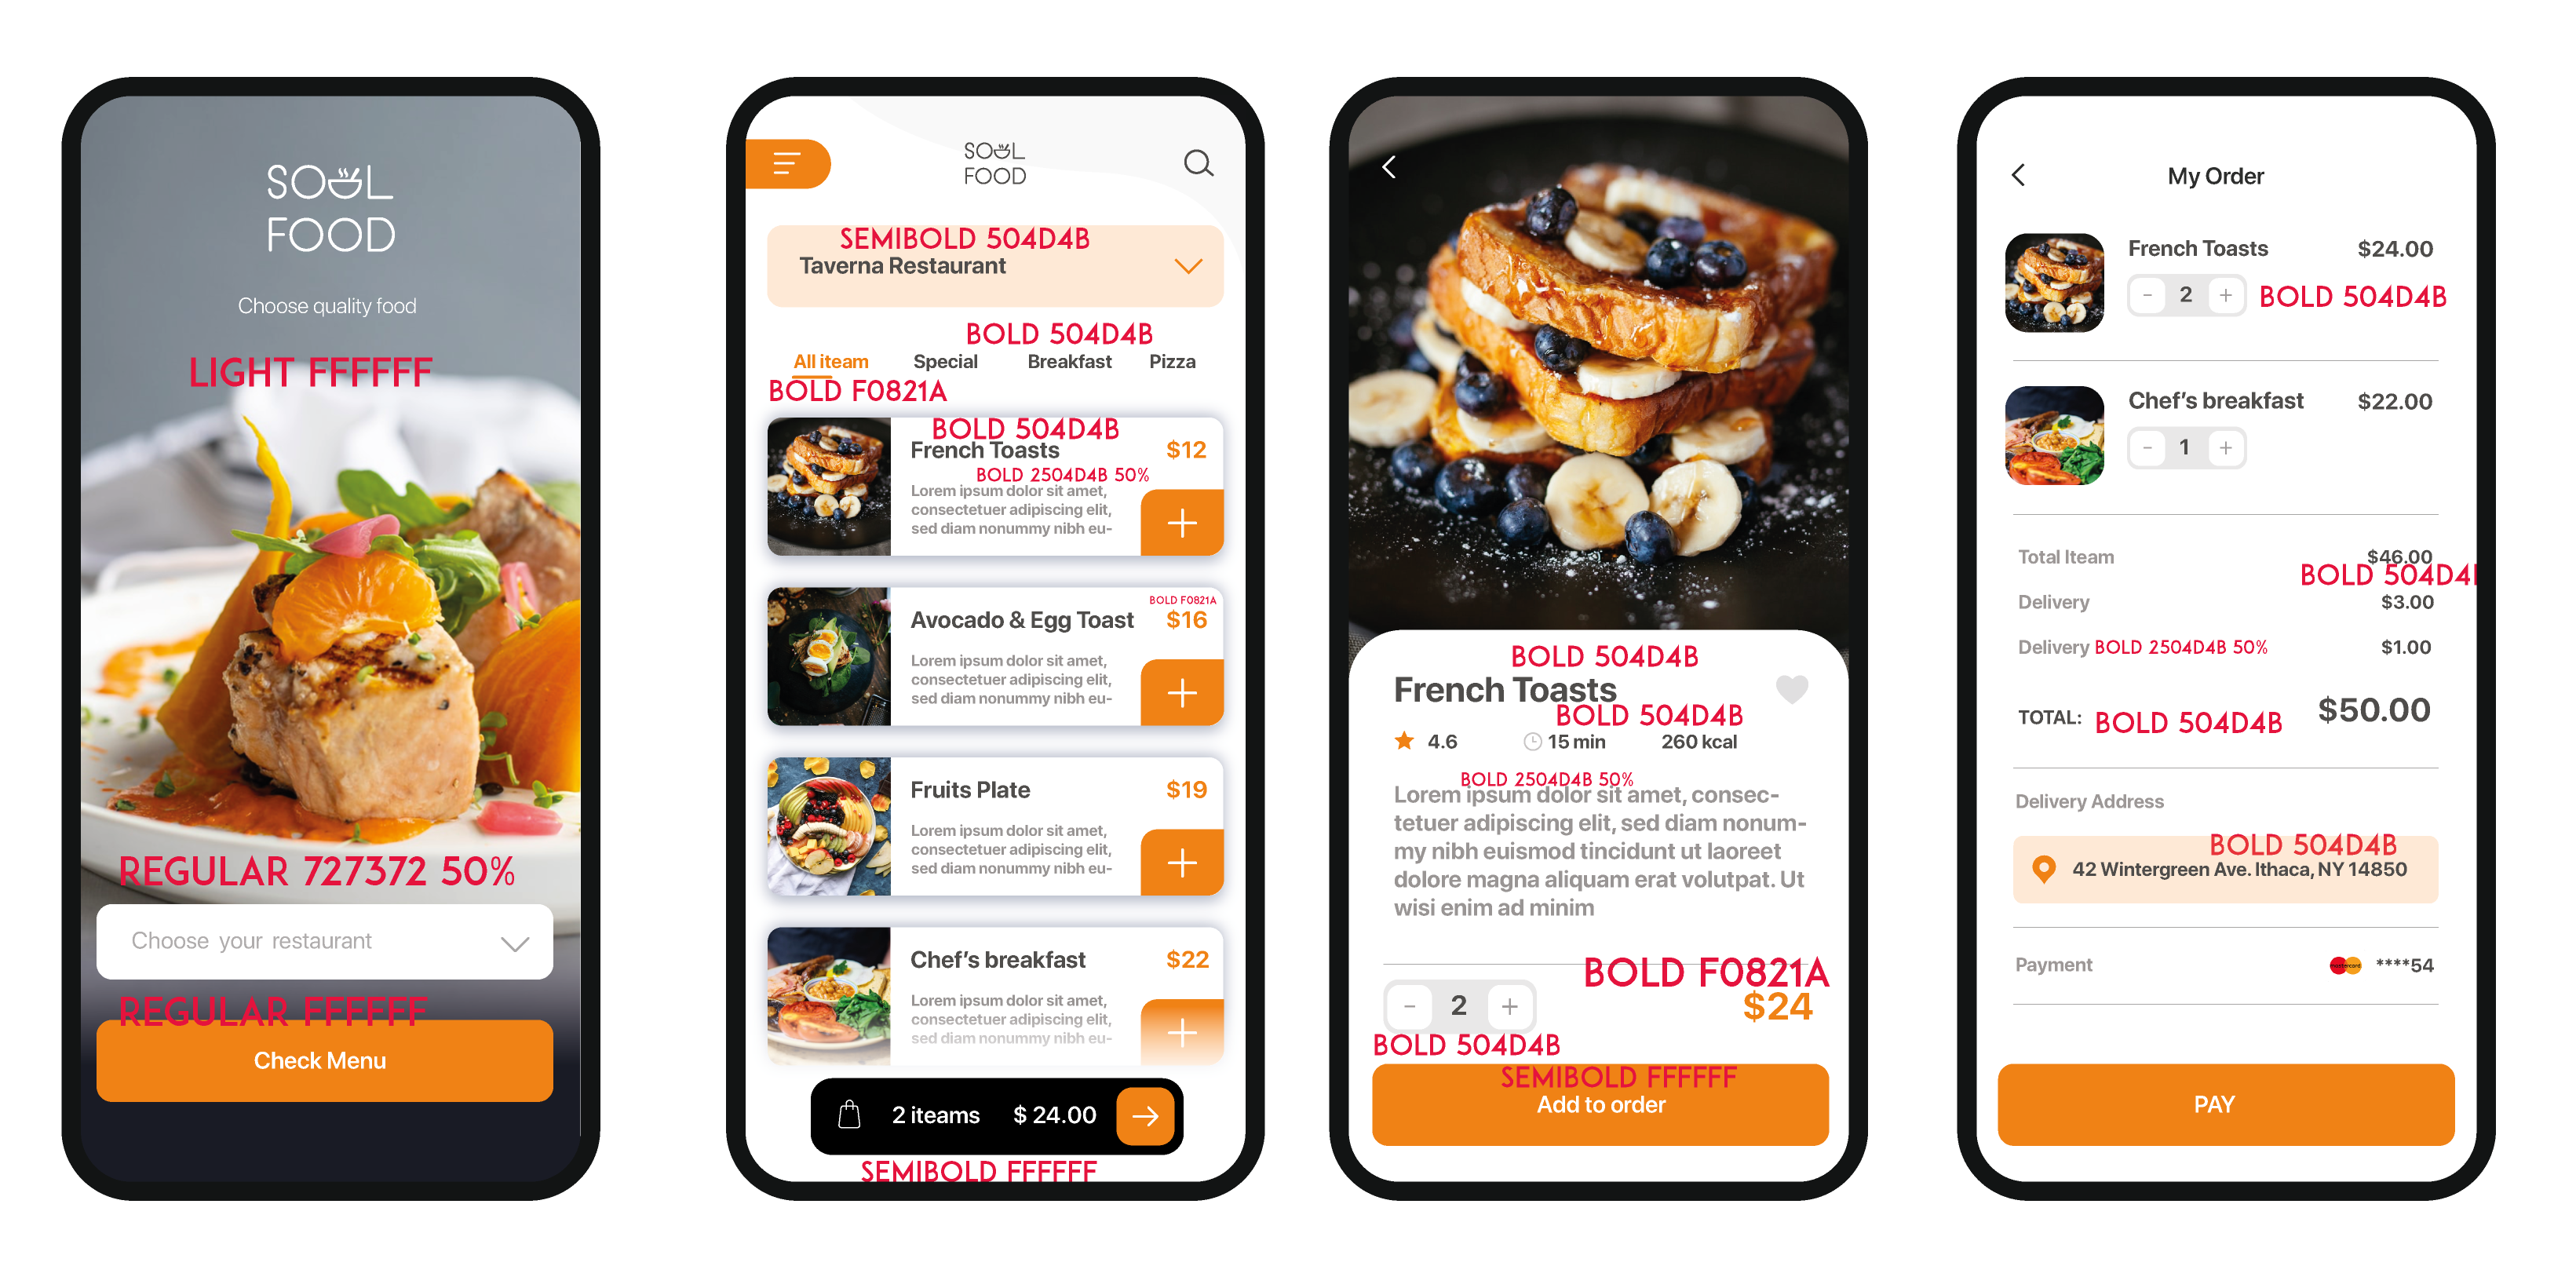 SOUL
FOOD
Choose quality food
LIGHT FFFFFF
REGULAR 727372 50%
Choose your restaurant
REGULAR FFFFFF
Check Menu
SOUL
FOOD
SEMIBOLD 504D4B
Taverna Restaurant
BOLD 504D4B
All iteam Special Breakfast Pizza
BOLD F0821A
BOLD 504D4B
French Toasts $12
BOLD 2504D4B 50%
Lorem ipsum dolor sit amet,
consectetuer adipiscing elit,
sed diam nonummy nibh eu-
BOLD F0821A
Avocado & Egg Toast $16
Lorem ipsum dolor sit amet,
consectetuer adipiscing elit,
sed diam nonummy nibh eu-
Fruits Plate $19
Lorem ipsum dolor sit amet,
consectetuer adipiscing elit,
sed diam nonummy nibh eu-
Chef's breakfast $22
Lorem ipsum dolor sit amet,
consectetuer adipiscing elit,
sed diam nonummy nibh eu-
2 iteams $ 24.00
SEMIBOLD FFFFFF
BOLD 504D4B
French Toasts
BOLD 504D4B
4.6 15 min 260 kcal
BOLD 2504D4B 50%
Lorem ipsum dolor sit amet, consec-
tetuer adipiscing elit, sed diam nonum-
my nibh euismod tincidunt ut laoreet
dolore magna aliquam erat volutpat. Ut
wisi enim ad minim
BOLD F0821A
- 2 + $24
BOLD 504D4B
SEMIBOLD FFFFFF
Add to order
My Order
French Toasts $24.00
- 2 + BOLD 504D4B
Chef's breakfast $22.00
- 1 +
Total Iteam $46.00
BOLD 504D4
Delivery $3.00
Delivery BOLD 2504D4B 50% $1.00
TOTAL: BOLD 504D4B $50.00
Delivery Address
BOLD 504D4B
42 Wintergreen Ave. Ithaca, NY 14850
Payment mastercard ****54
PAY